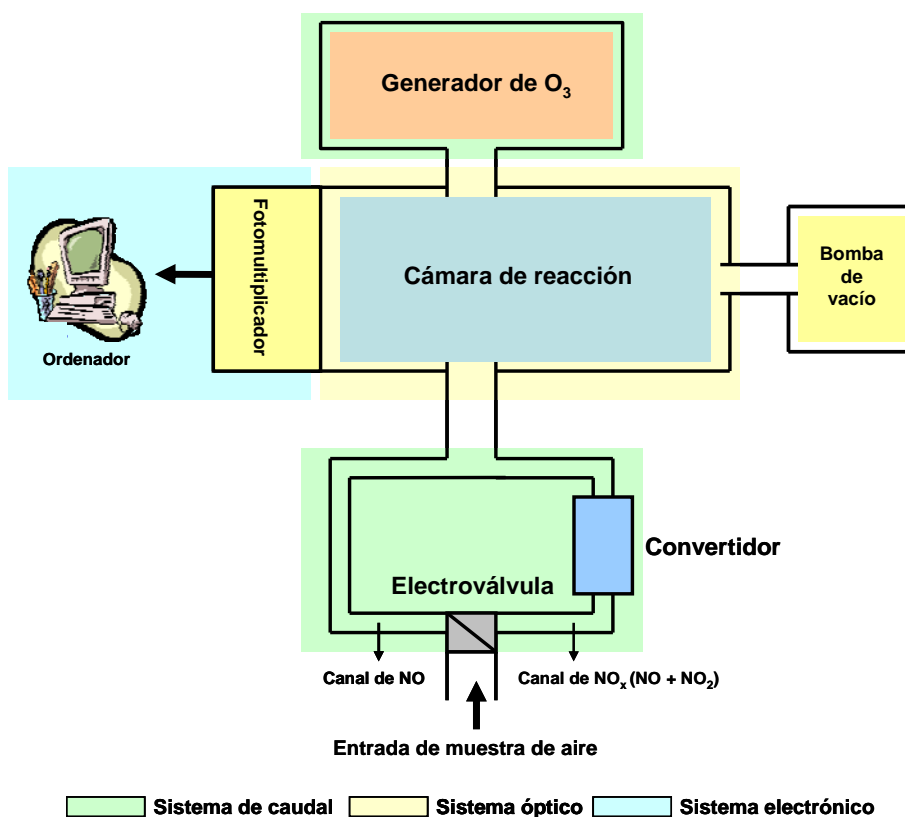 Generador de O₃
Fotomultiplicador
Cámara de reacción
Bomba
de
vacío
Ordenador
Convertidor
Electroválvula
Canal de NO
Canal de NOₓ (NO + NO₂)
Entrada de muestra de aire
Sistema de caudal
Sistema óptico
Sistema electrónico